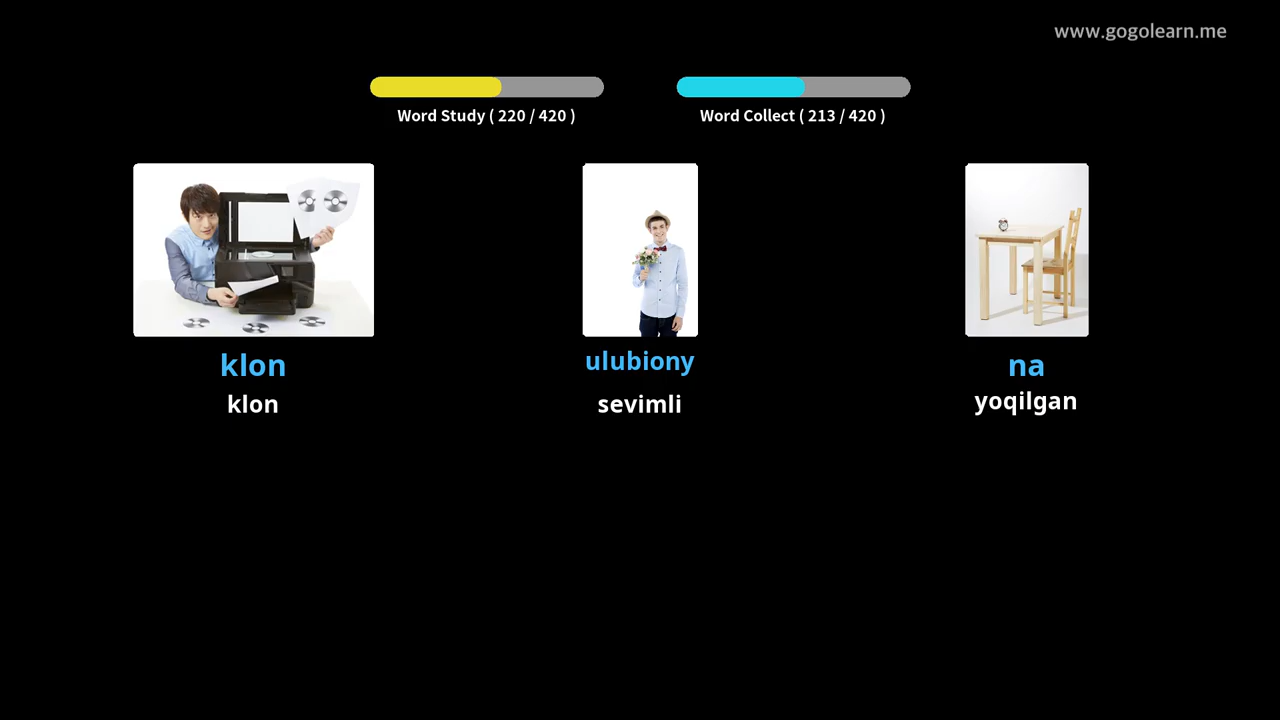 www.gogolearn.me
Word Study ( 220 / 420 )
Word Collect ( 213 / 420 )
klon
ulubiony
na
klon
sevimli
yoqilgan